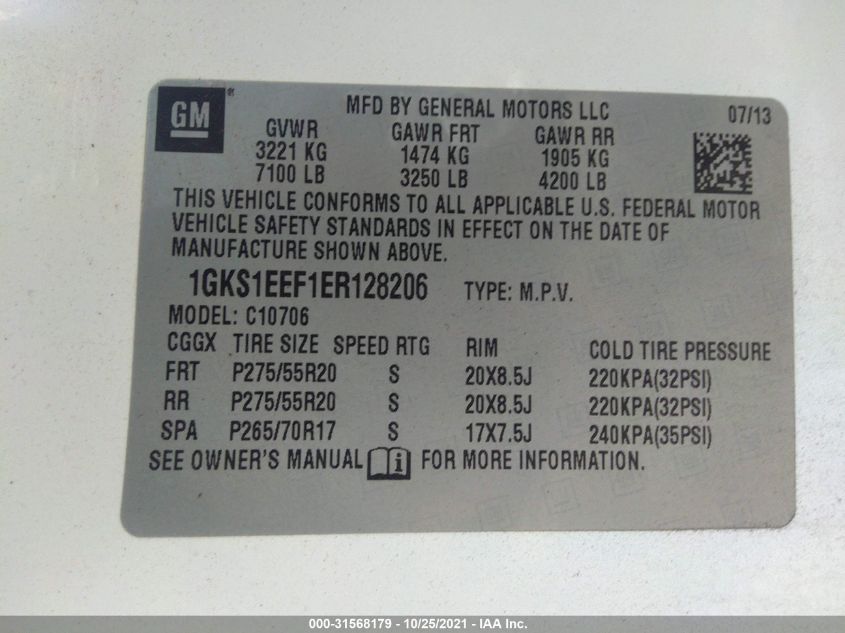 GM®
MFD BY GENERAL MOTORS LLC 07/13
GVWR GAWR FRT GAWR RR
3221 KG 1474 KG 1905 KG
7100 LB 3250 LB 4200 LB
THIS VEHICLE CONFORMS TO ALL APPLICABLE U.S. FEDERAL MOTOR
VEHICLE SAFETY STANDARDS IN EFFECT ON THE DATE OF
MANUFACTURE SHOWN ABOVE.
1GKS1EEF1ER128206 TYPE: M.P.V.
MODEL: C10706
CGGX TIRE SIZE SPEED RTG RIM COLD TIRE PRESSURE
FRT P275/55R20 S 20X8.5J 220KPA(32PSI)
RR P275/55R20 S 20X8.5J 220KPA(32PSI)
SPA P265/70R17 S 17X7.5J 240KPA(35PSI)
SEE OWNER'S MANUAL i FOR MORE INFORMATION.
000-31568179 - 10/25/2021 - IAA Inc.